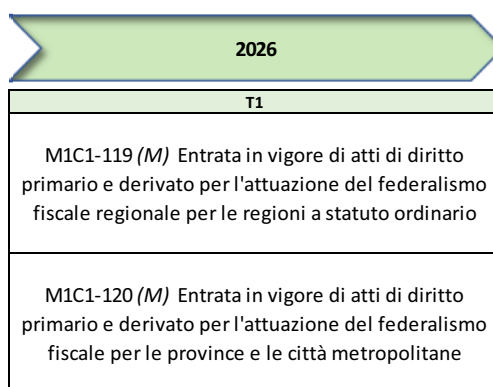 2026
T1
M1C1-119 (M) Entrata in vigore di atti di diritto
primario e derivato per l'attuazione del federalismo
fiscale regionale per le regioni a statuto ordinario
M1C1-120 (M) Entrata in vigore di atti di diritto
primario e derivato per l'attuazione del federalismo
fiscale per le province e le città metropolitane